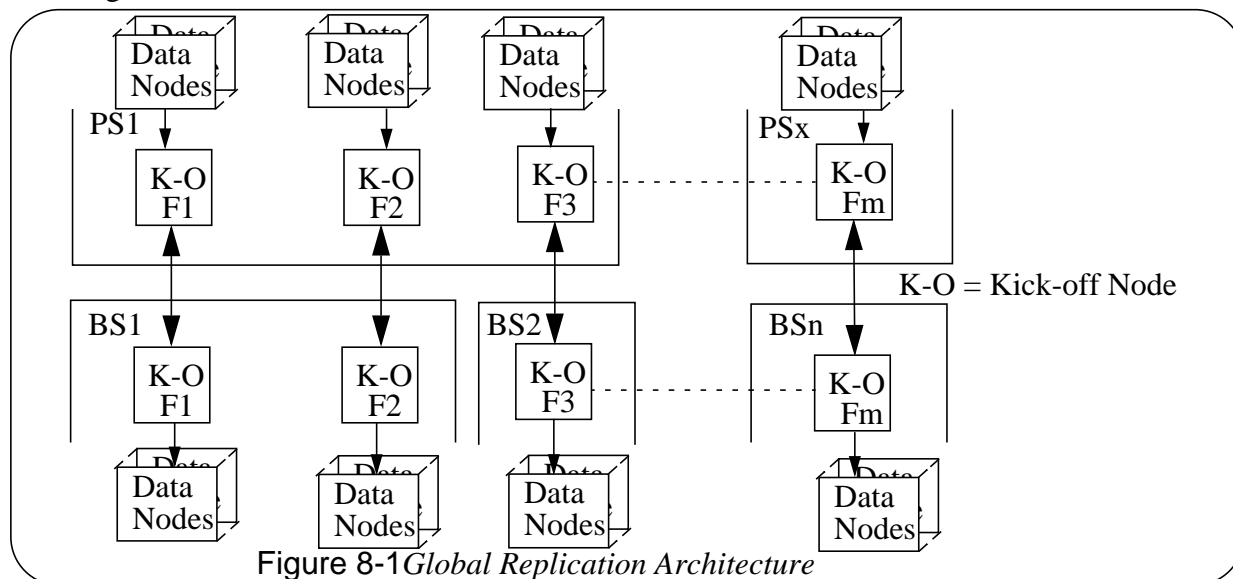 Data
Nodes
Data
Nodes
Data
Nodes
Data
Nodes
PS1
PSx
K-O
F1
K-O
F2
K-O
F3
K-O
Fm
K-O = Kick-off Node
BS1
BS2
BSn
K-O
F1
K-O
F2
K-O
F3
K-O
Fm
Data
Nodes
Data
Nodes
Data
Nodes
Data
Nodes
Figure 8-1 Global Replication Architecture